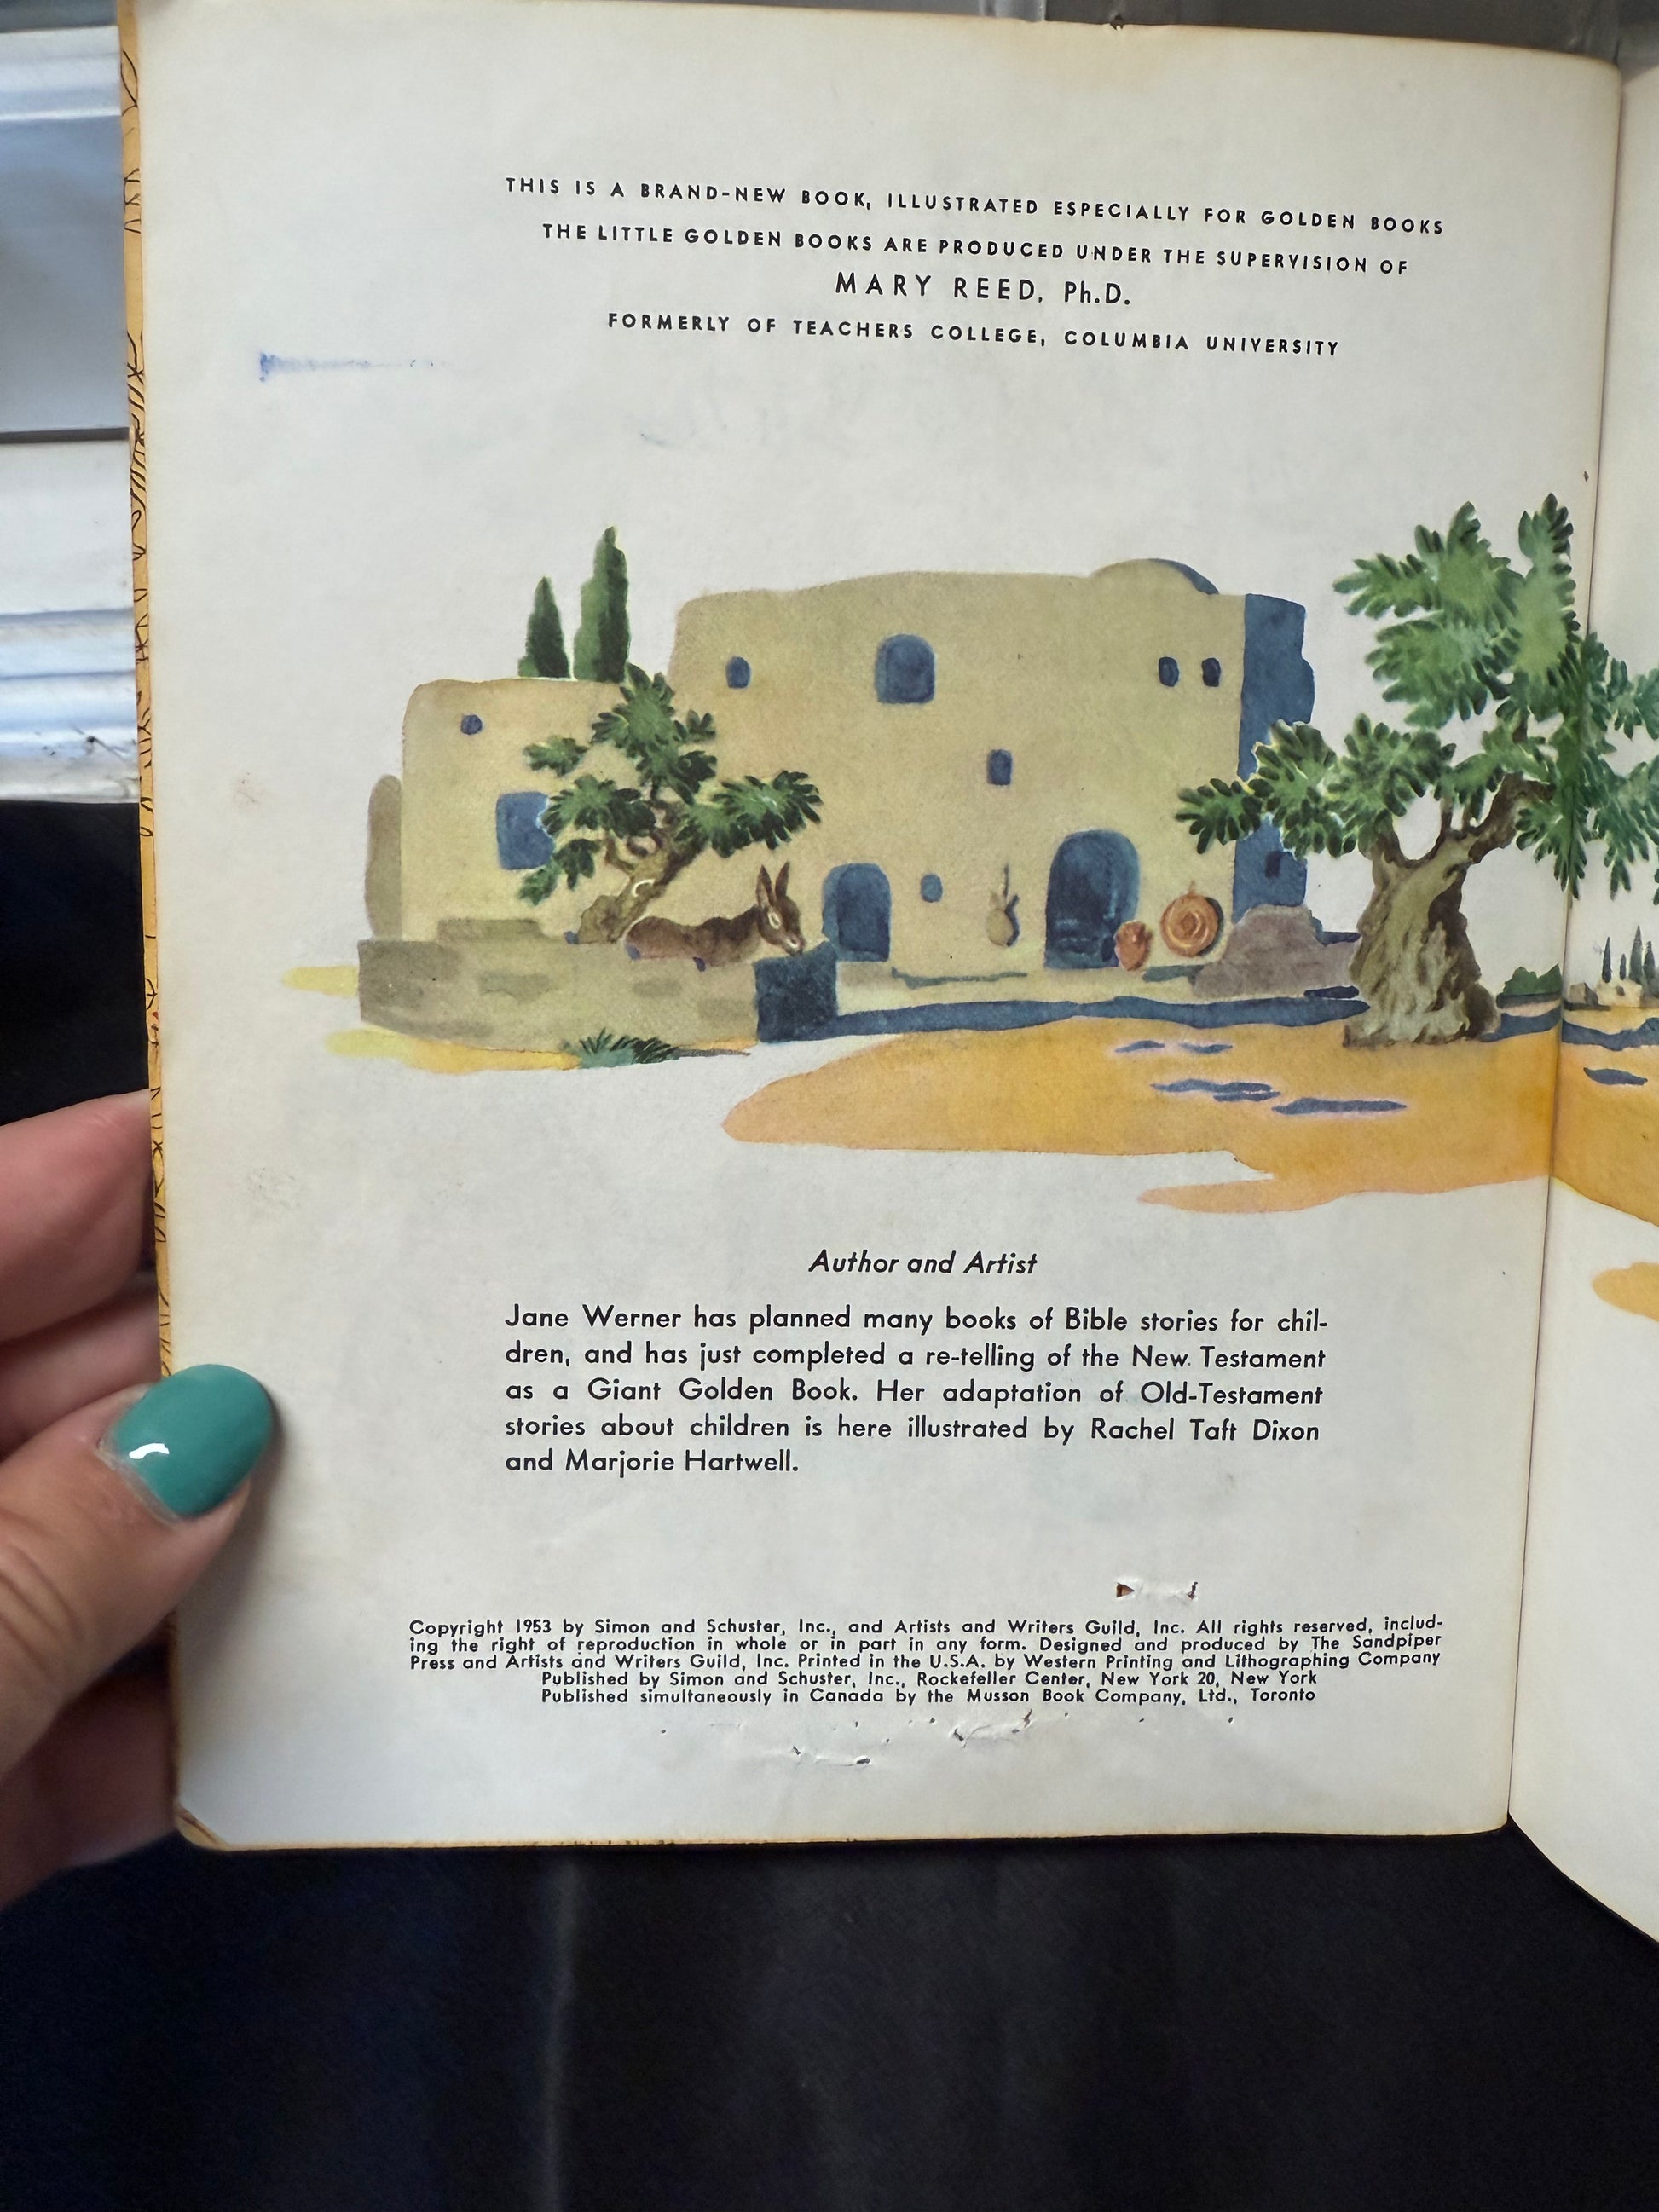 THIS IS A BRAND-NEW BOOK, ILLUSTRATED ESPECIALLY FOR GOLDEN BOOKS
THE LITTLE GOLDEN BOOKS ARE PRODUCED UNDER THE SUPERVISION OF
MARY REED, Ph.D.
FORMERLY OF TEACHERS COLLEGE, COLUMBIA UNIVERSITY
Author and Artist
Jane Werner has planned many books of Bible stories for chil-
dren, and has just completed a re-telling of the New Testament
as a Giant Golden Book. Her adaptation of Old-Testament
stories about children is here illustrated by Rachel Taft Dixon
and Marjorie Hartwell.
Copyright 1953 by Simon and Schuster, Inc., and Artists and Writers Guild, Inc. All rights reserved, includ-
ing the right of reproduction in whole or in part in any form. Designed and produced by The Sandpiper
Press and Artists and Writers Guild, Inc. Printed in the U.S.A. by Western Printing and Lithographing Company
Published by Simon and Schuster, Inc., Rockefeller Center, New York 20, New York
Published simultaneously in Canada by the Musson Book Company, Ltd., Toronto